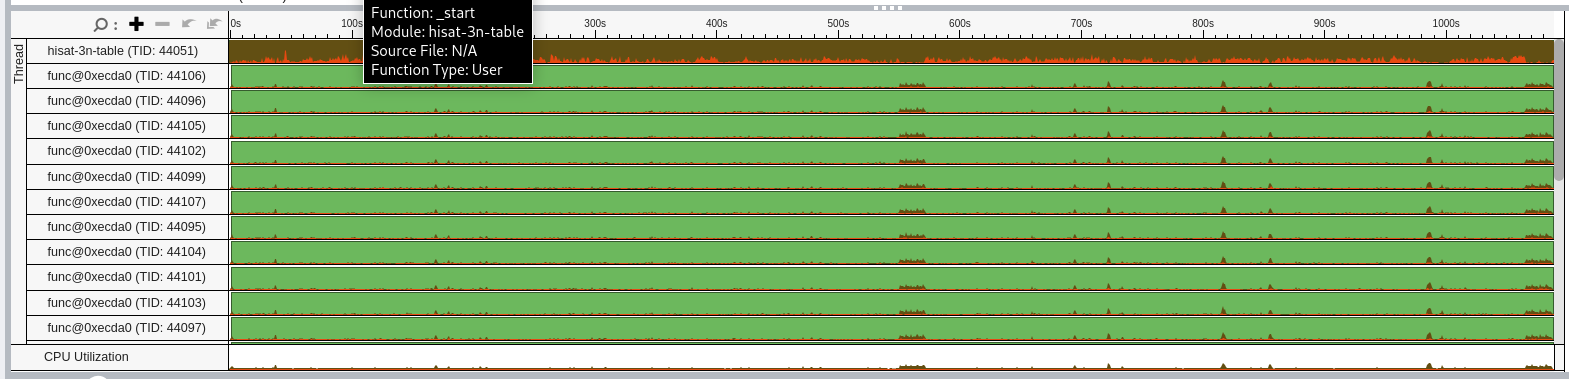 Function: _start
Module: hisat-3n-table
Source File: N/A
Function Type: User
0s 100s 300s 400s 500s 600s 700s 800s 900s 1000s
Thread
hisat-3n-table (TID: 44051)
func@0xecda0 (TID: 44106)
func@0xecda0 (TID: 44096)
func@0xecda0 (TID: 44105)
func@0xecda0 (TID: 44102)
func@0xecda0 (TID: 44099)
func@0xecda0 (TID: 44107)
func@0xecda0 (TID: 44095)
func@0xecda0 (TID: 44104)
func@0xecda0 (TID: 44101)
func@0xecda0 (TID: 44103)
func@0xecda0 (TID: 44097)
CPU Utilization